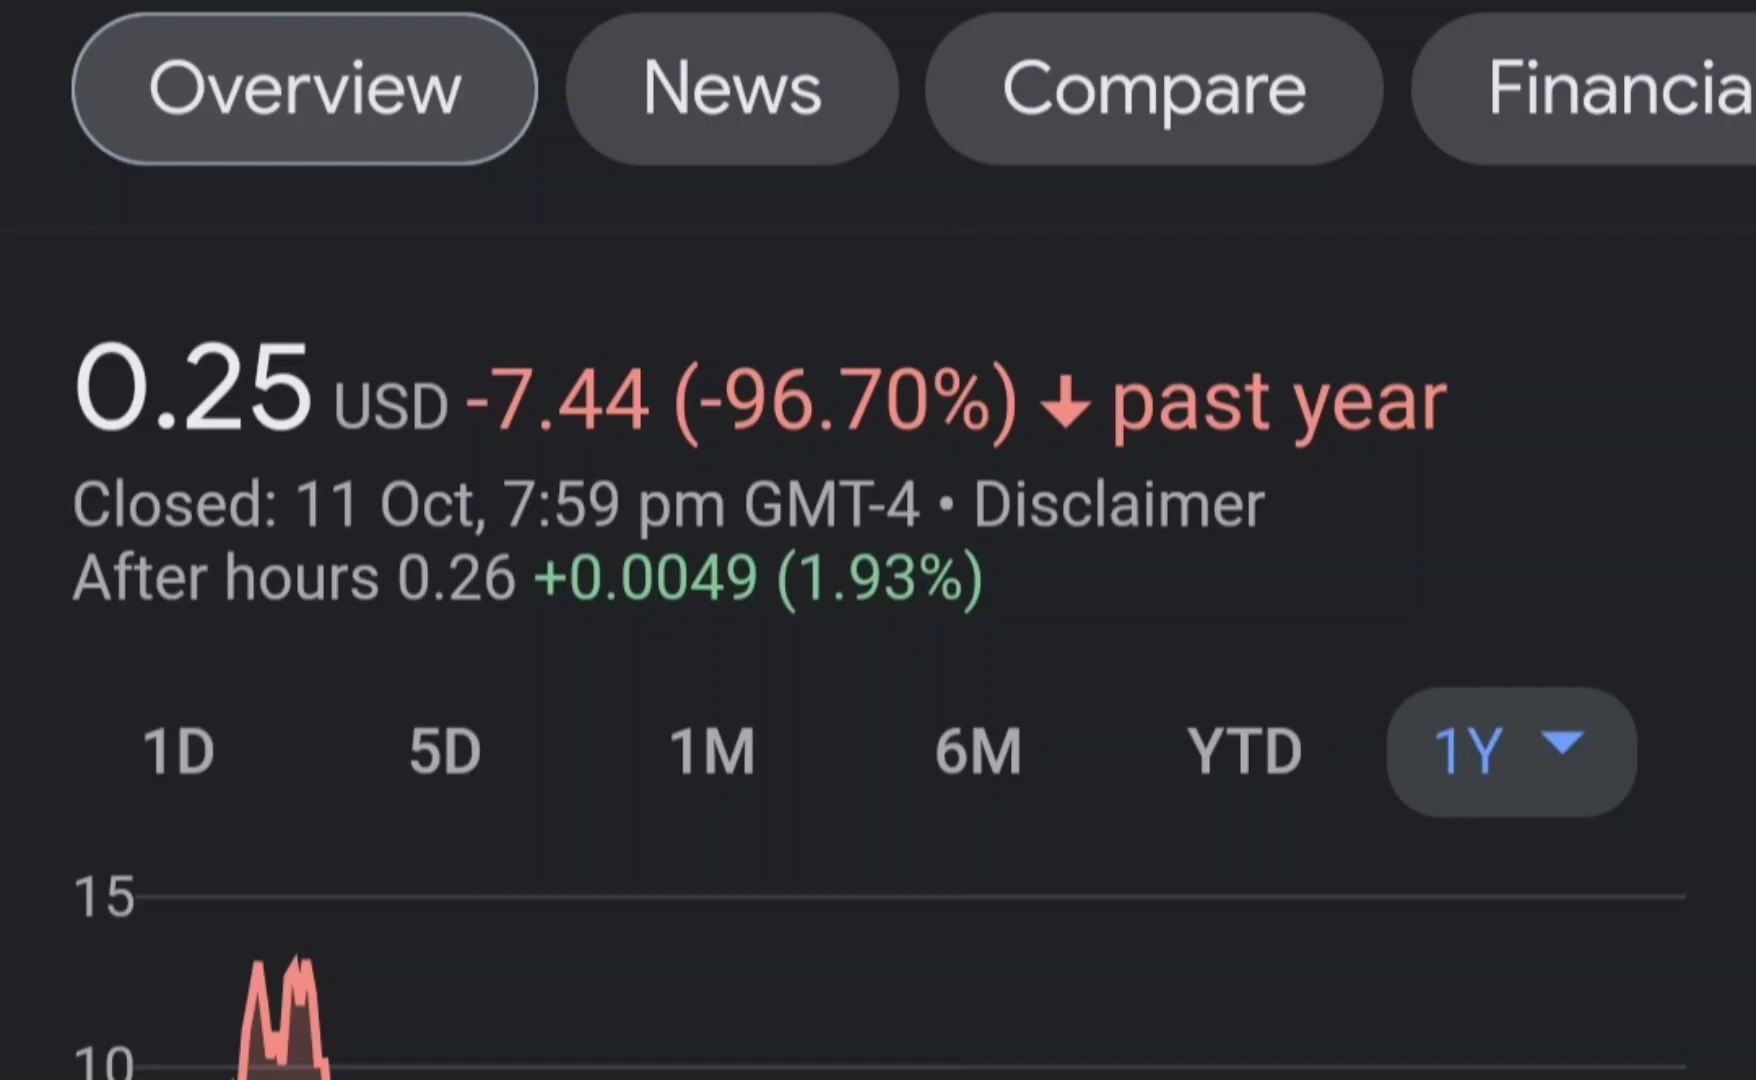 Overview News Compare Financia
0.25 USD -7.44 (-96.70%) ↓ past year
Closed: 11 Oct, 7:59 pm GMT-4 • Disclaimer
After hours 0.26 +0.0049 (1.93%)
1D 5D 1M 6M YTD 1Y
15
10